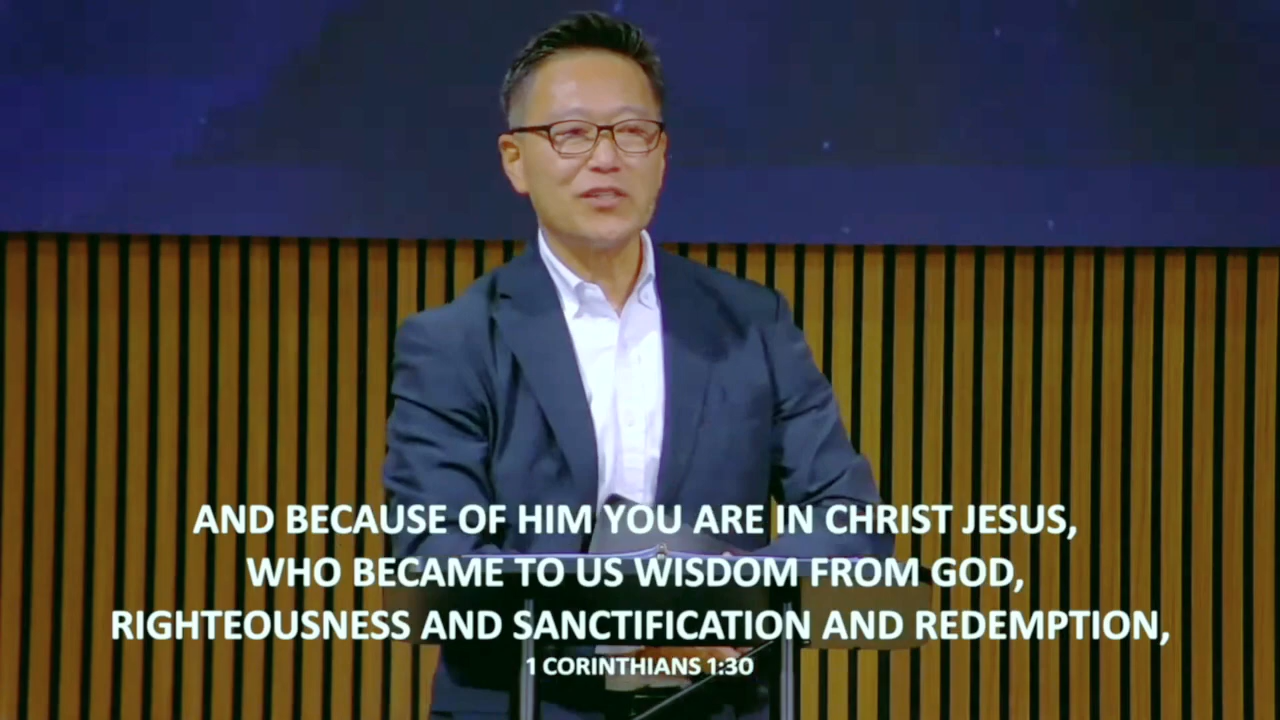 AND BECAUSE OF HIM YOU ARE IN CHRIST JESUS,
WHO BECAME TO US WISDOM FROM GOD,
RIGHTEOUSNESS AND SANCTIFICATION AND REDEMPTION,
1 CORINTHIANS 1:30